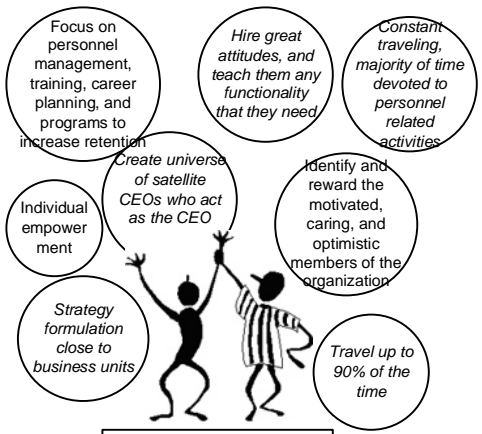 Focus on
personnel
management,
training, career
planning, and
programs to
increase retention
Hire great
attitudes, and
teach them any
functionality
that they need
Constant
traveling,
majority of time
devoted to
personnel
related
activities
Create universe
of satellite
CEOs who act
as the CEO
Identify and
reward the
motivated,
caring, and
optimistic
members of the
organization
Individual
empower
ment
Strategy
formulation
close to
business units
Travel up to
90% of the
time